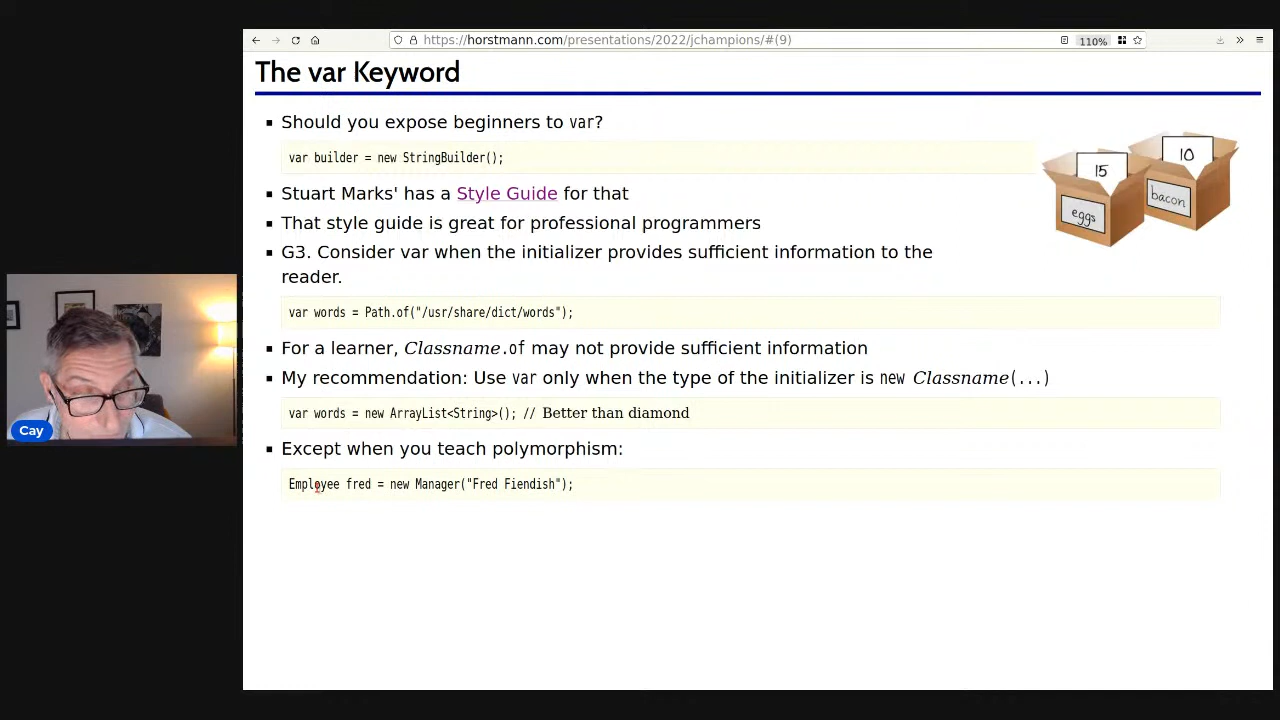 https://horstmann.com/presentations/2022/jchampions/#(9)
110%
The var Keyword
Should you expose beginners to var?
var builder = new StringBuilder();
15
10
eggs
bacon
Stuart Marks' has a Style Guide for that
That style guide is great for professional programmers
G3. Consider var when the initializer provides sufficient information to the
reader.
var words = Path.of("/usr/share/dict/words");
For a learner, Classname.of may not provide sufficient information
My recommendation: Use var only when the type of the initializer is new Classname(...)
var words = new ArrayList<String>(); // Better than diamond
Except when you teach polymorphism:
Employee fred = new Manager("Fred Fiendish");
Cay